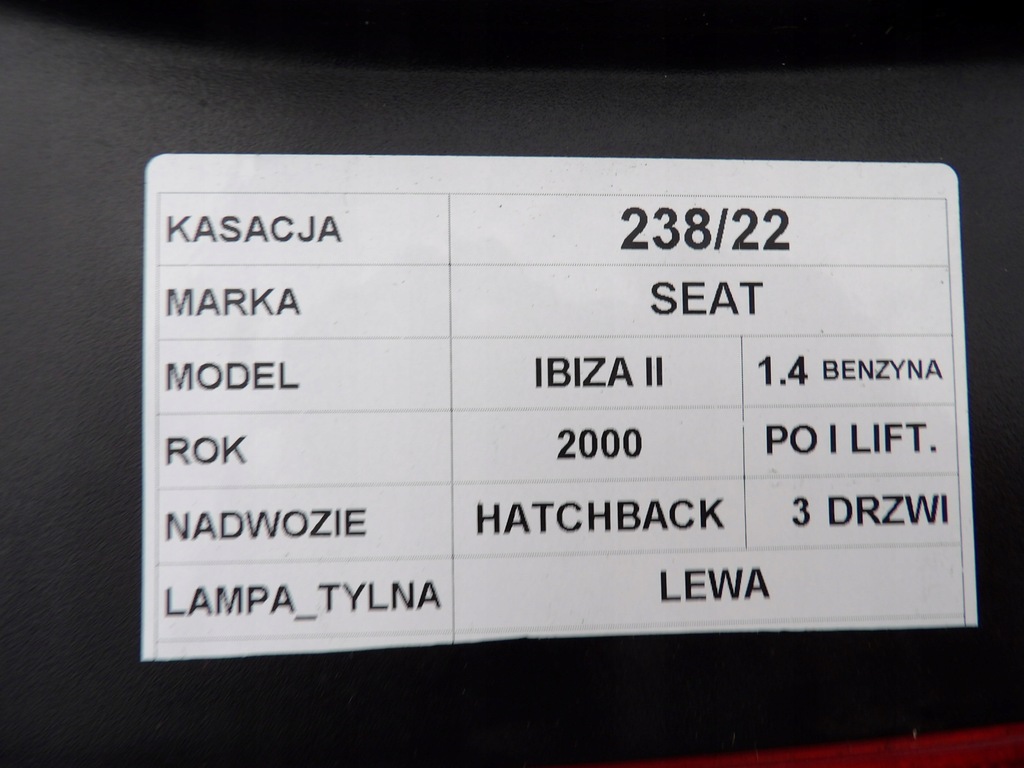 KASACJA 238/22
MARKA SEAT
MODEL IBIZA II 1.4 BENZYNA
ROK 2000 PO I LIFT.
NADWOZIE HATCHBACK 3 DRZWI
LAMPA_TYLNA LEWA